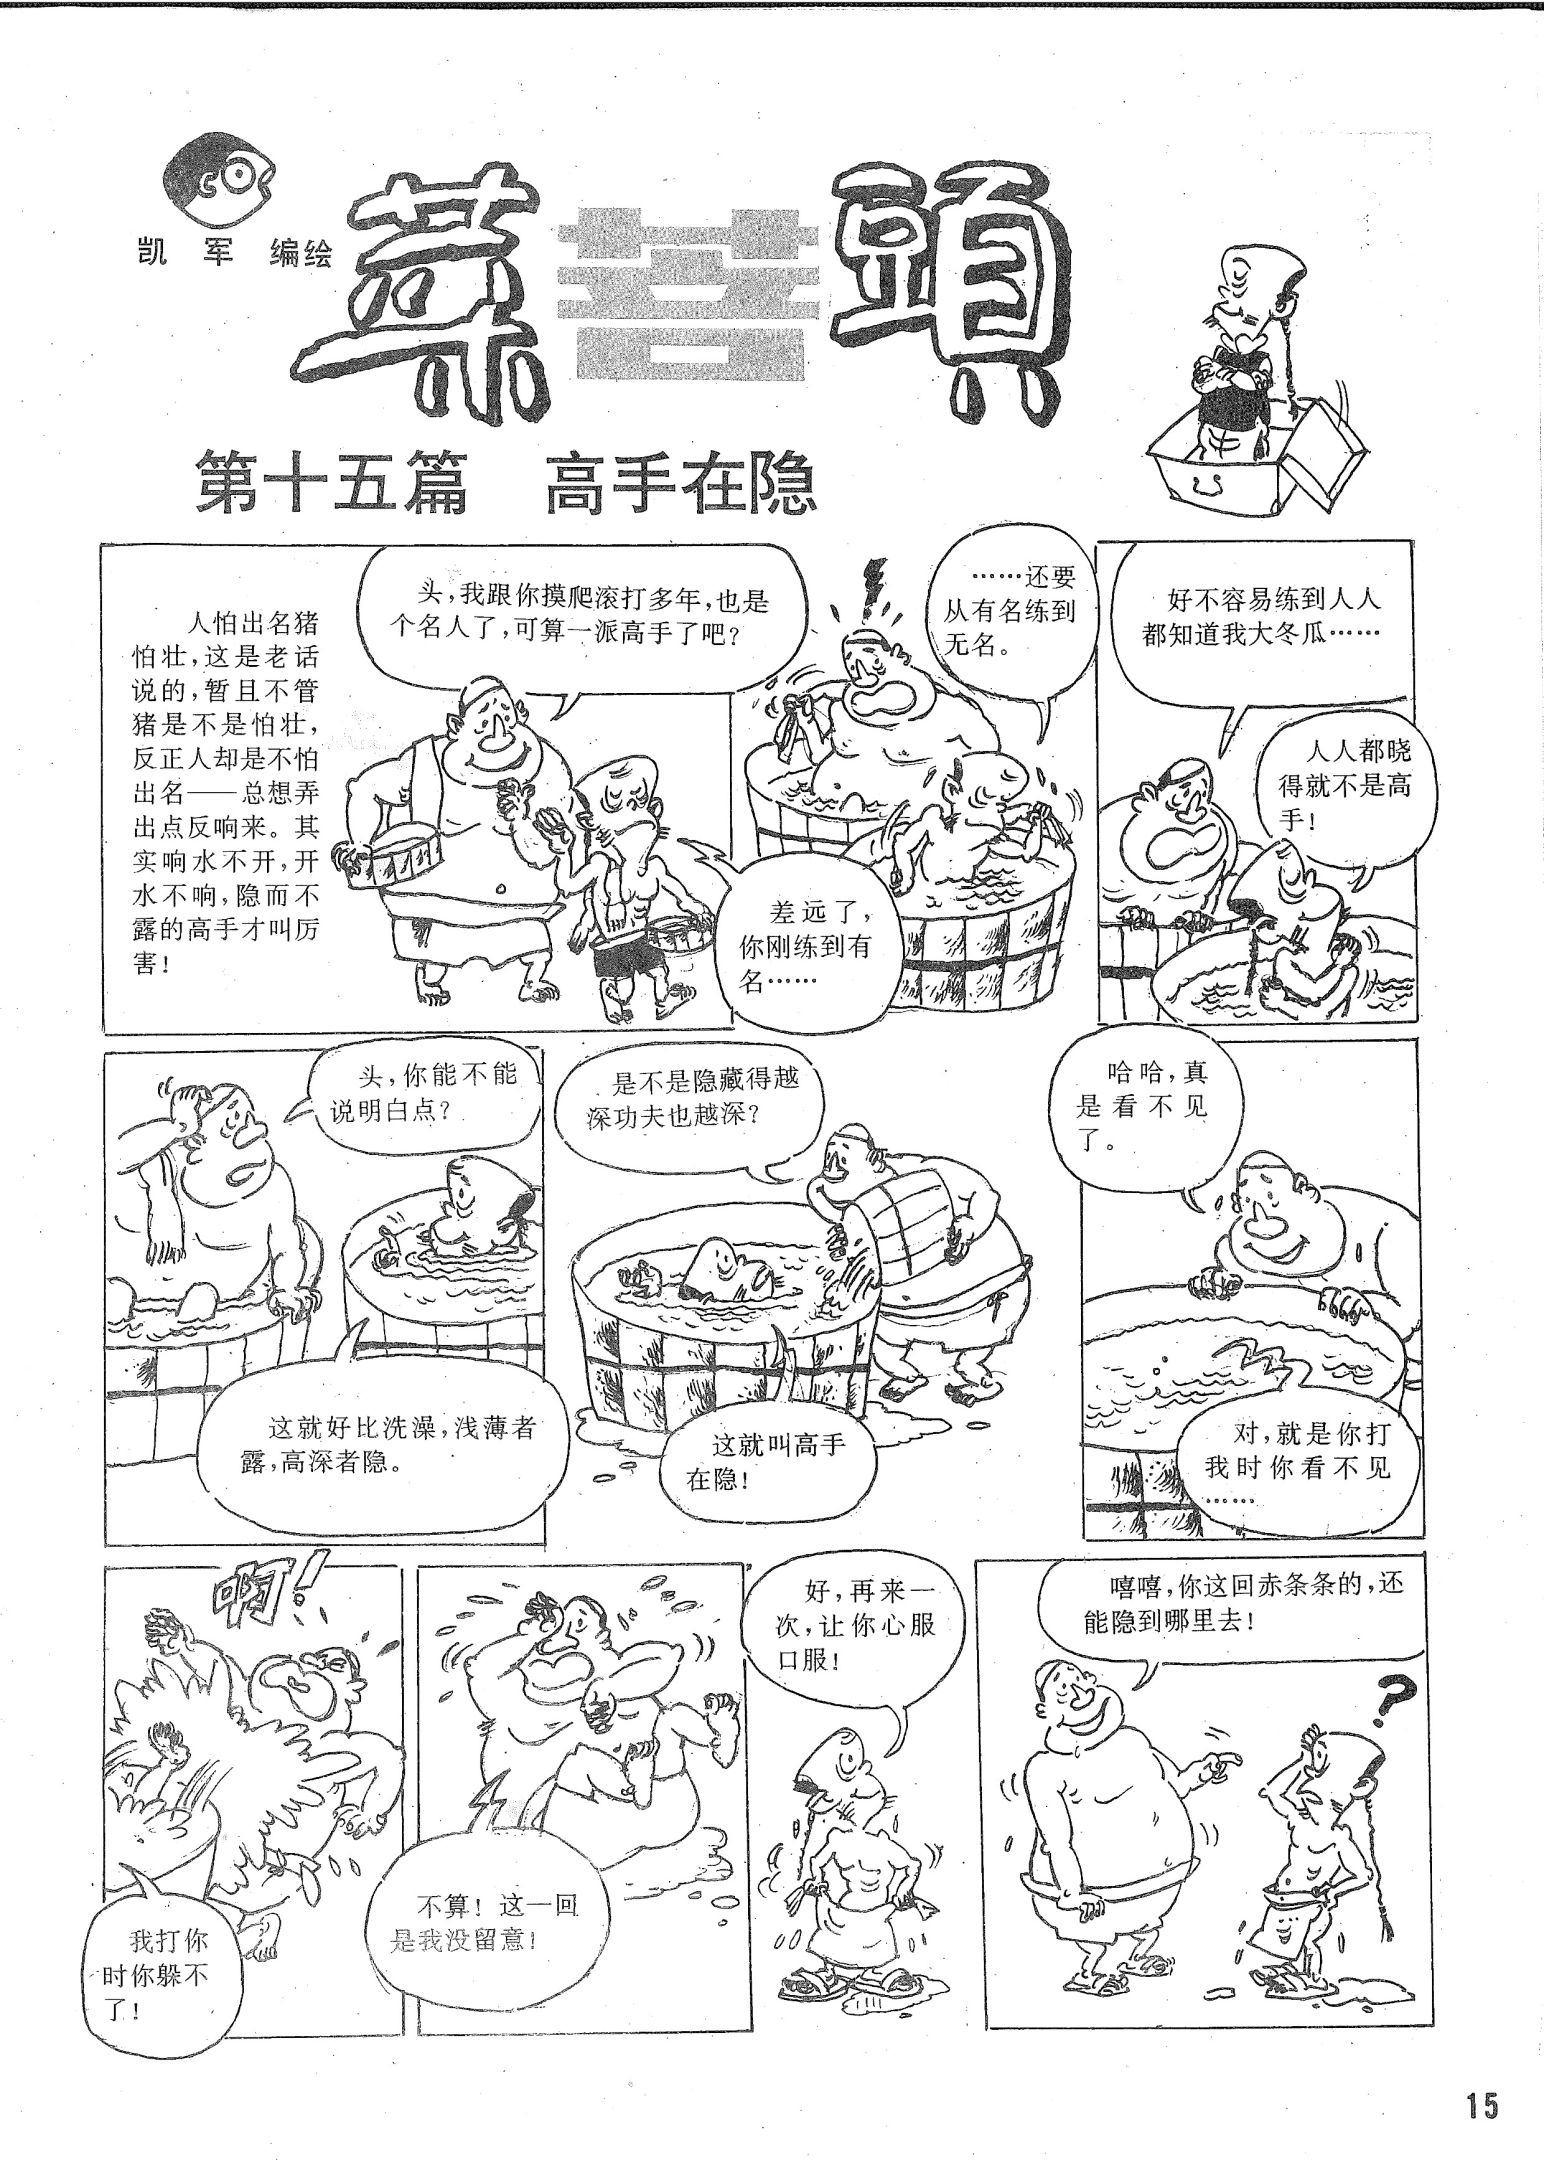 凯 军 编绘
菜菩頭
第十五篇 高手在隐
人怕出名猪
怕壮，这是老话
说的，暂且不管
猪是不是怕壮，
反正人却是不怕
出名——总想弄
出点反响来。其
实响水不开，开
水不响，隐而不
露的高手才叫厉
害！
头，我跟你摸爬滚打多年，也是
个名人了，可算一派高手了吧？
差远了，
你刚练到有
名……
……还要
从有名练到
无名。
好不容易练到人人
都知道我大冬瓜……
人人都晓
得就不是高
手！
头，你能不能
说明白点？
这就好比洗澡，浅薄者
露，高深者隐。
是不是隐藏得越
深功夫也越深？
这就叫高手
在隐！
哈哈，真
是看不见
了。
对，就是你打
我时你看不见
……
啊！
我打你
时你躲不
了！
不算！这一回
是我没留意！
好，再来一
次，让你心服
口服！
嘻嘻，你这回赤条条的，还
能隐到哪里去！
？
15